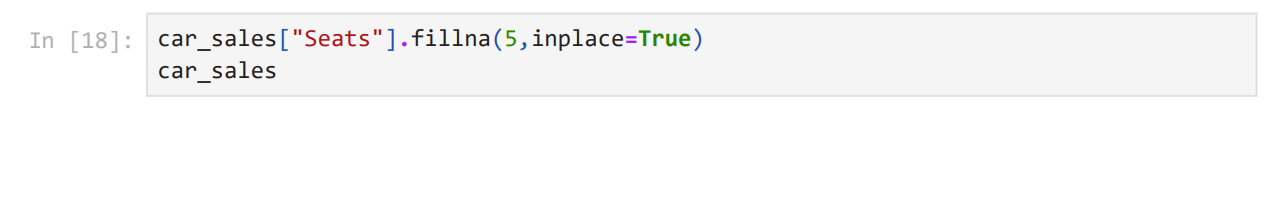 In [18]: car_sales["Seats"].fillna(5,inplace=True)
car_sales